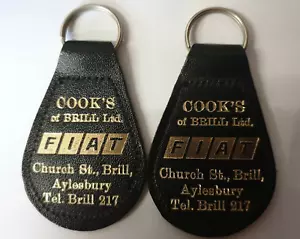 COOK'S
of BRILL Ltd.
FIAT
Church St., Brill,
Aylesbury
Tel. Brill 217
COOK'S
of BRILL Ltd.
FIAT
Church St., Brill,
Aylesbury
Tel. Brill 217